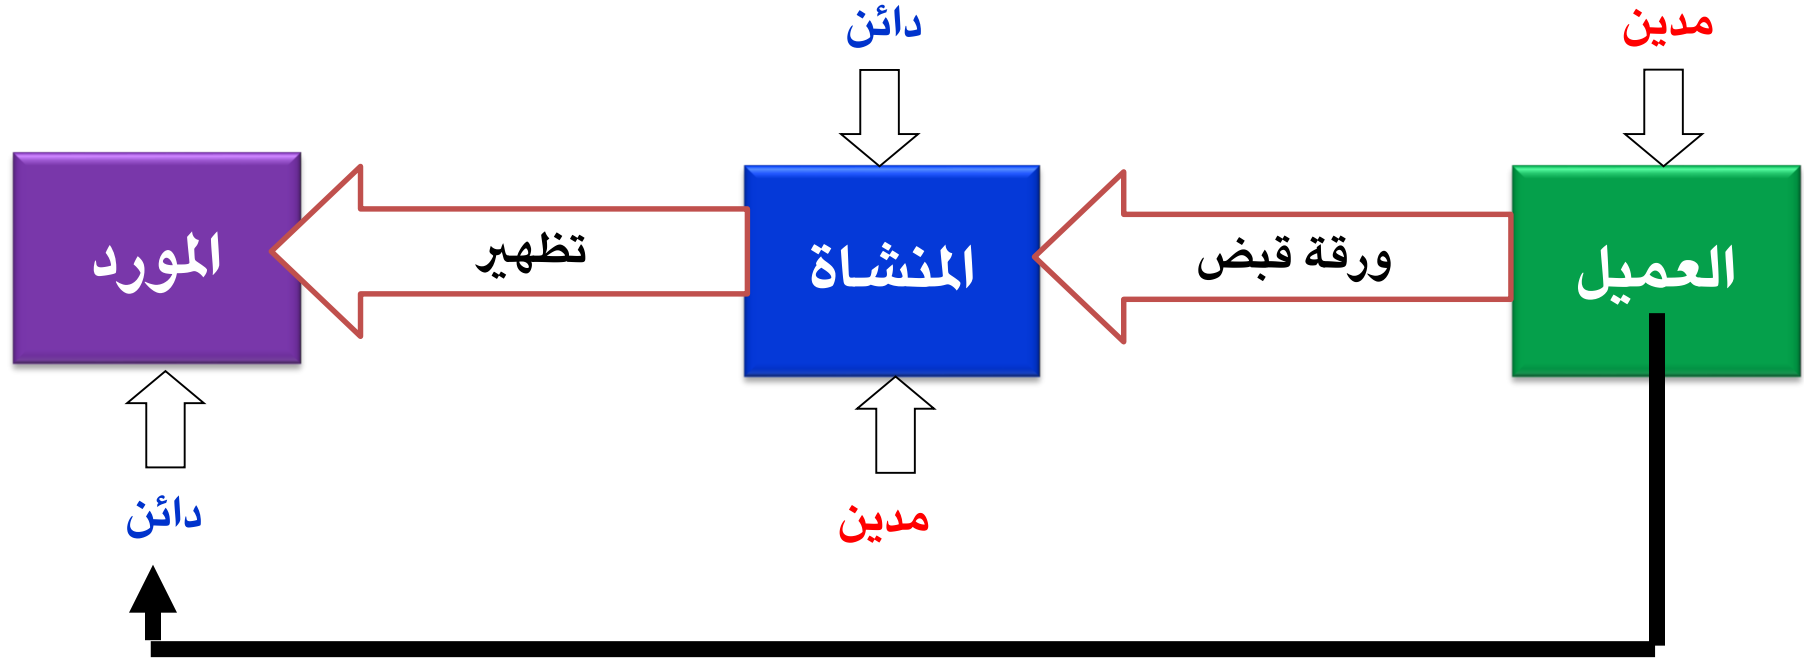 مدين
دائن
العميل
ورقة قبض
المنشاة
تظهير
المورد
مدين
دائن